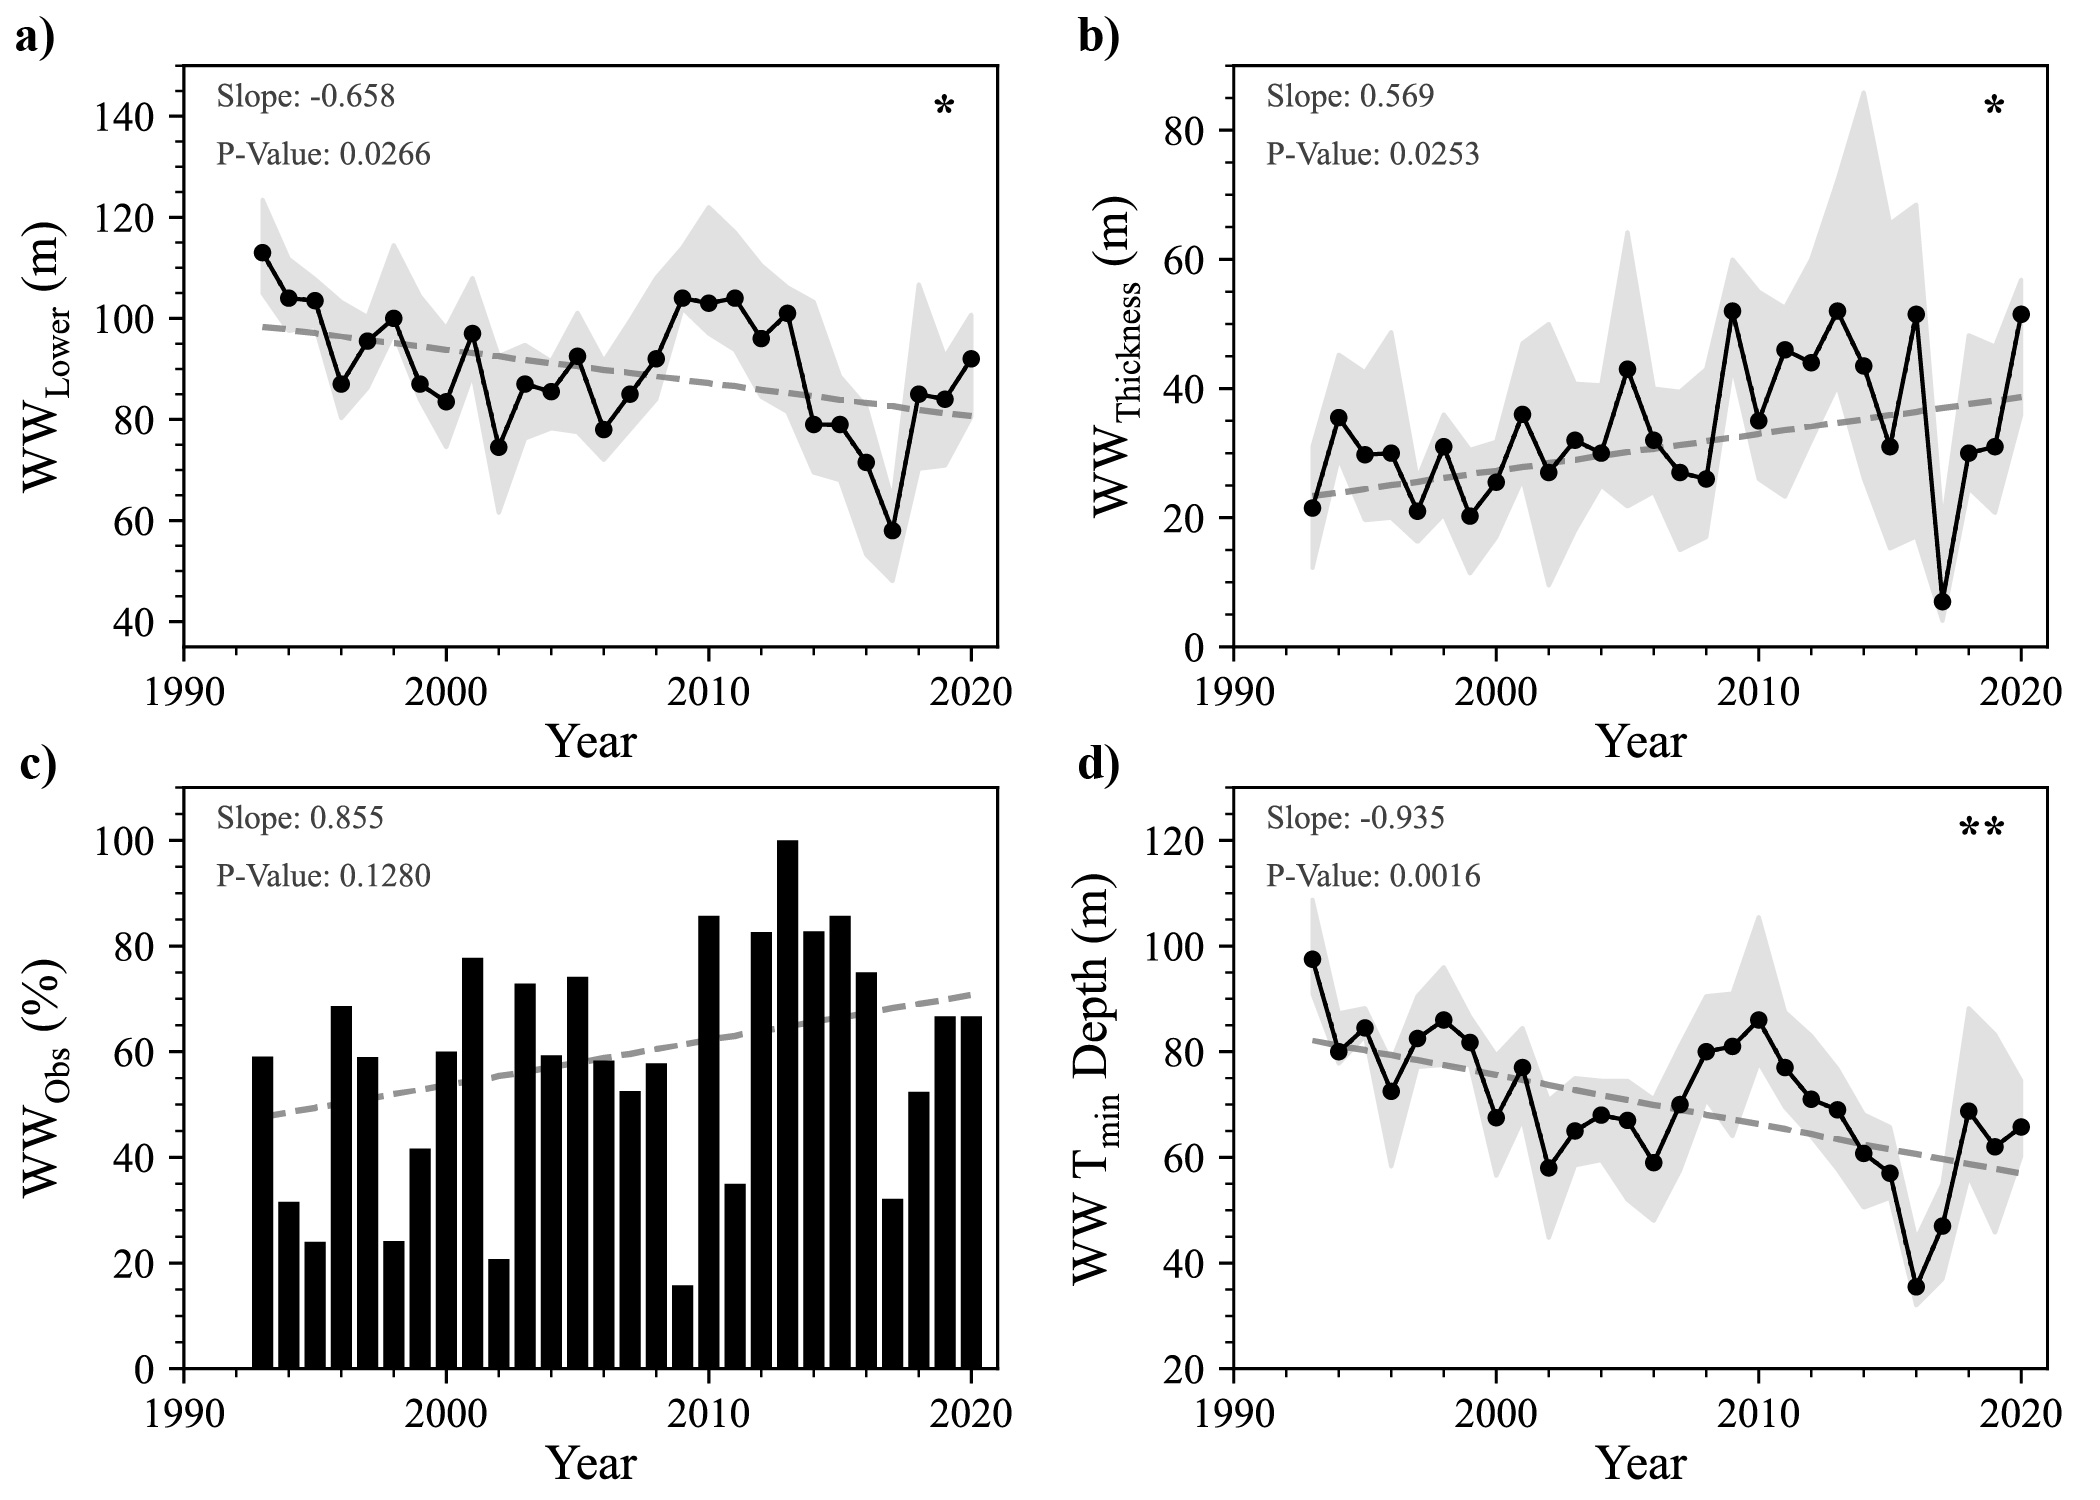 a)
Slope: -0.658
*
P-Value: 0.0266
140
120
100
80
60
40
WW_Lower (m)
1990 2000 2010 2020
Year
b)
Slope: 0.569
*
P-Value: 0.0253
80
60
40
20
0
WW_Thickness (m)
1990 2000 2010 2020
Year
c)
Slope: 0.855
P-Value: 0.1280
100
80
60
40
20
0
WW_Obs (%)
1990 2000 2010 2020
Year
d)
Slope: -0.935
**
P-Value: 0.0016
120
100
80
60
40
20
WW T_min Depth (m)
1990 2000 2010 2020
Year